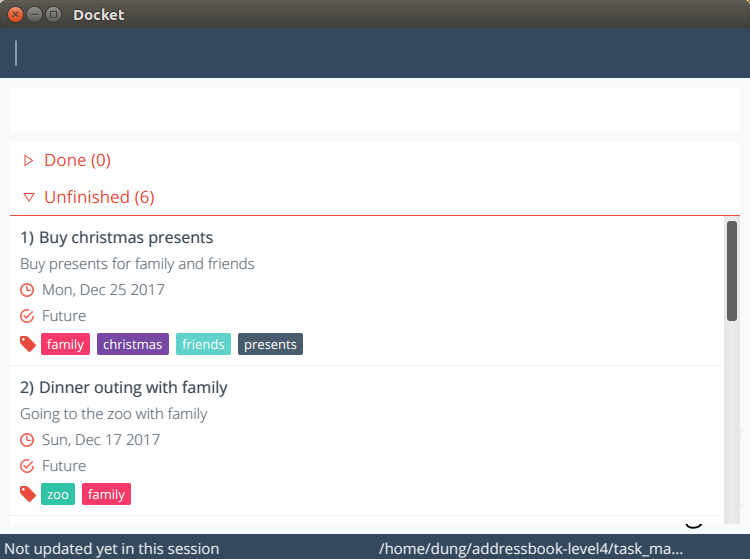 Docket
Done (0)
Unfinished (6)
1) Buy christmas presents
Buy presents for family and friends
Mon, Dec 25 2017
Future
family christmas friends presents
2) Dinner outing with family
Going to the zoo with family
Sun, Dec 17 2017
Future
zoo family
Not updated yet in this session /home/dung/addressbook-level4/task_ma...